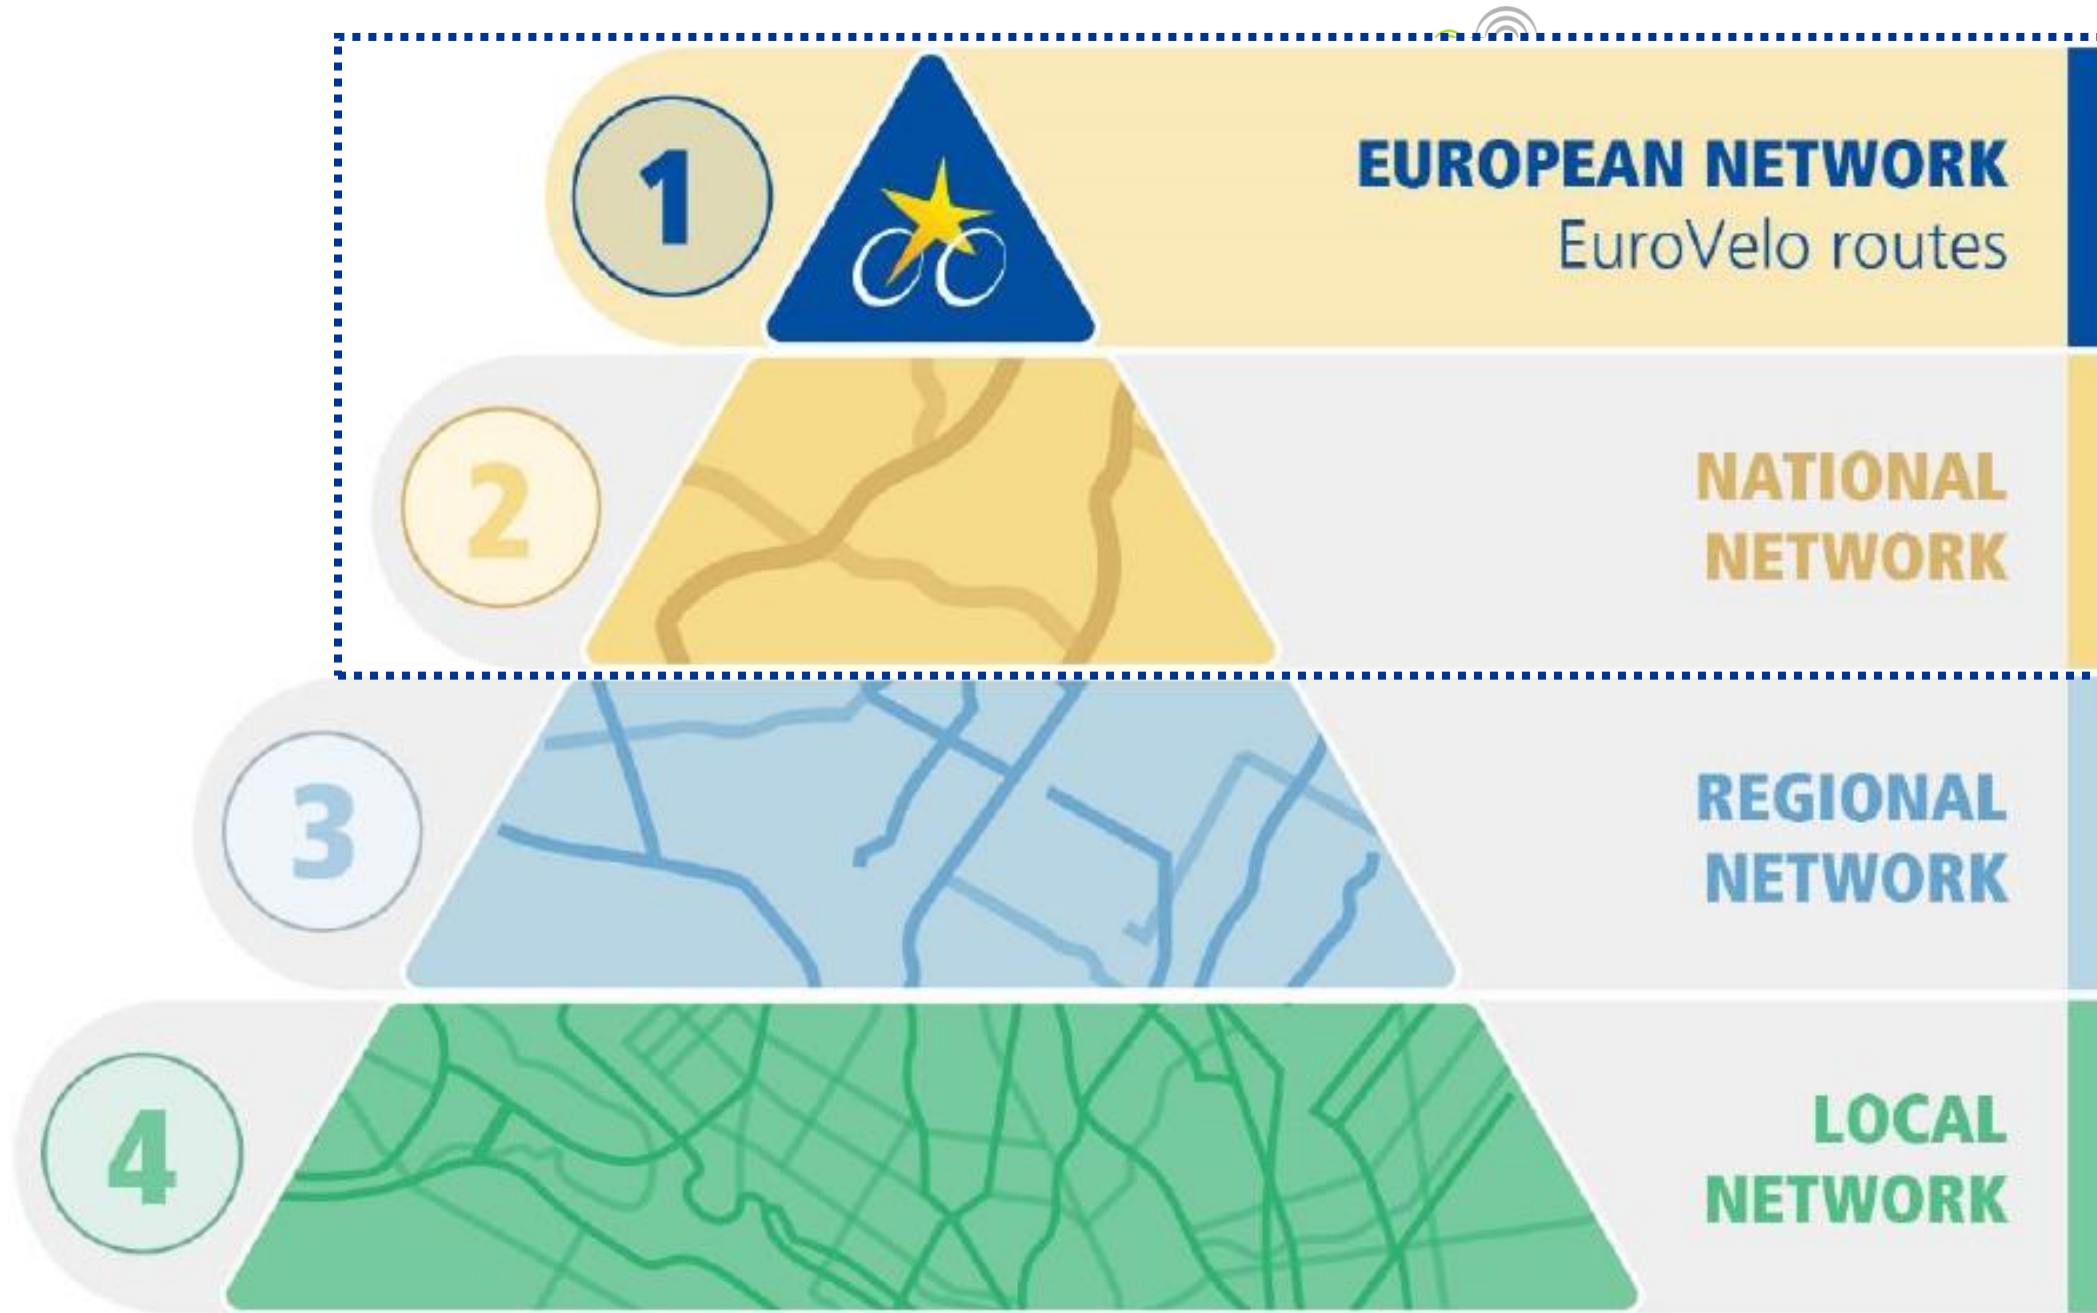 1
EUROPEAN NETWORK
EuroVelo routes
2
NATIONAL
NETWORK
3
REGIONAL
NETWORK
4
LOCAL
NETWORK